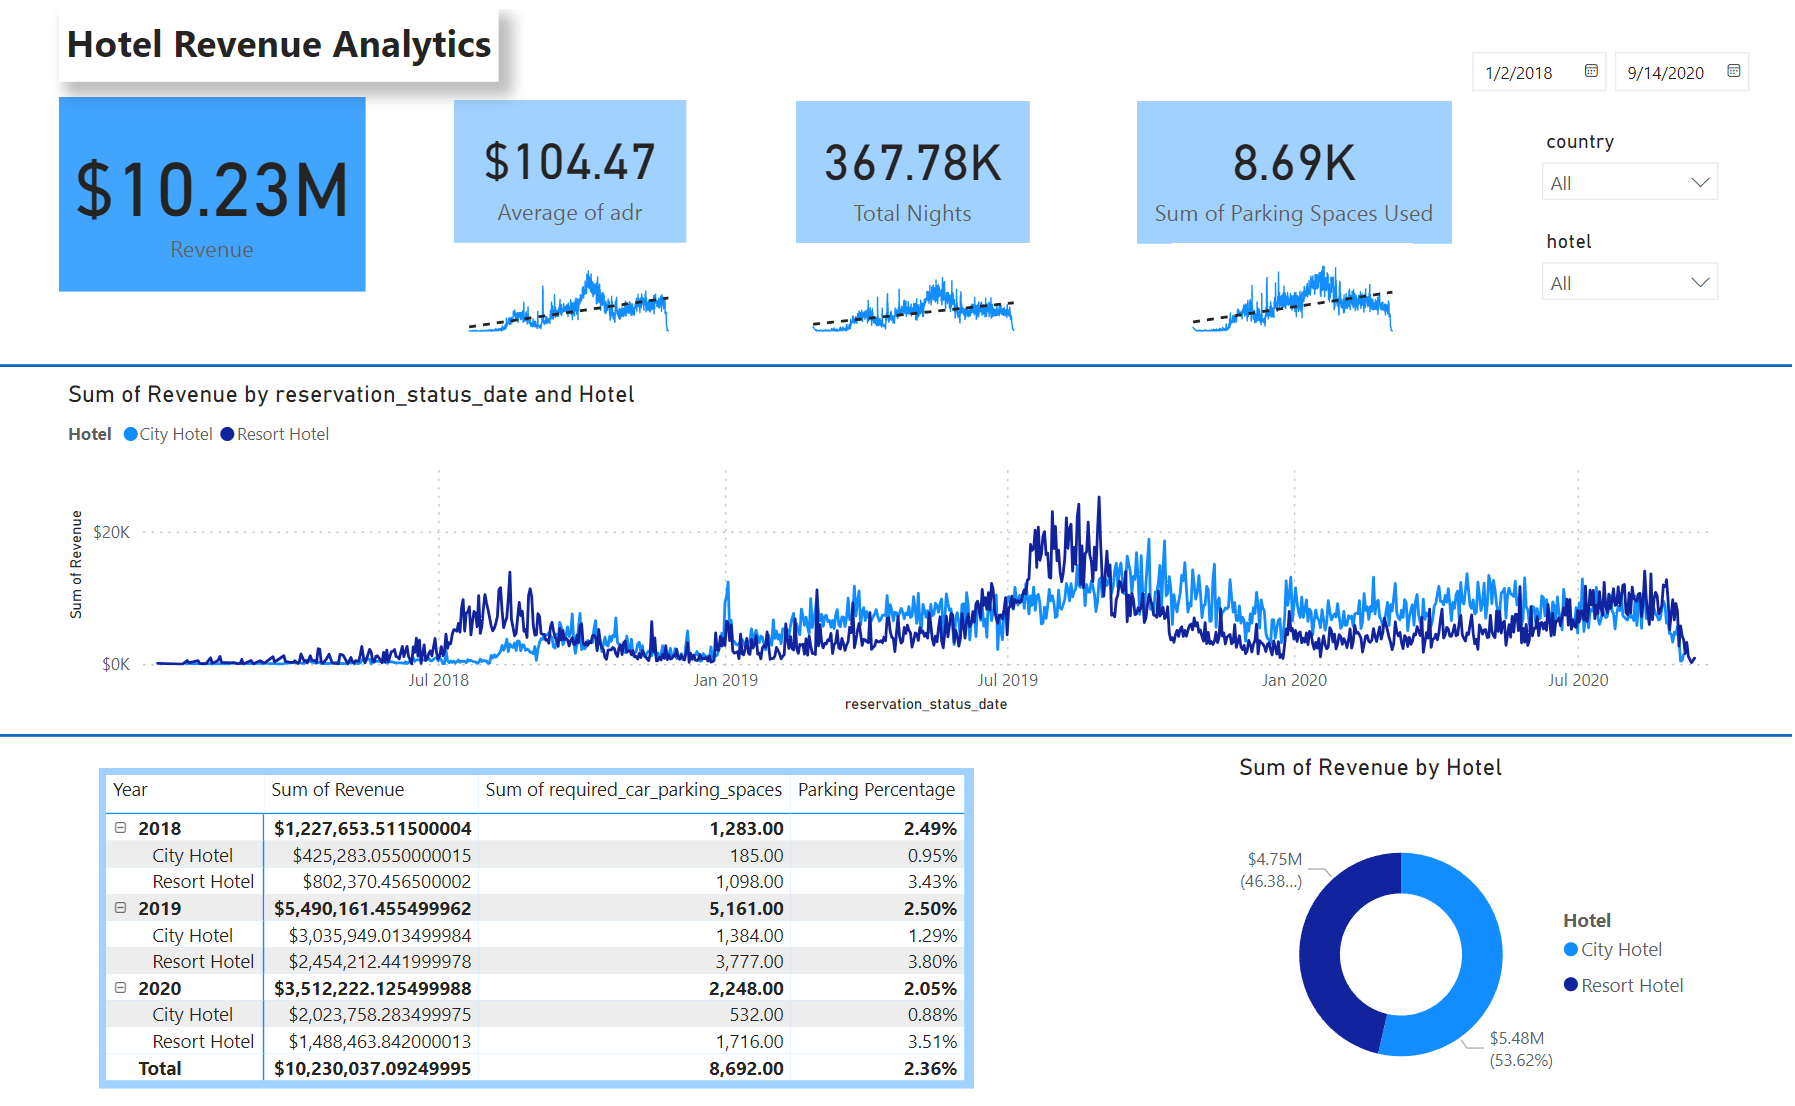 Hotel Revenue Analytics
1/2/2018
9/14/2020
$10.23M
Revenue
$104.47
Average of adr
367.78K
Total Nights
8.69K
Sum of Parking Spaces Used
country
All
hotel
All
Sum of Revenue by reservation_status_date and Hotel
Hotel City Hotel Resort Hotel
Sum of Revenue
$20K
$0K
Jul 2018 Jan 2019 Jul 2019 Jan 2020 Jul 2020
reservation_status_date
Year Sum of Revenue Sum of required_car_parking_spaces Parking Percentage
2018 $1,227,653.511500004 1,283.00 2.49%
City Hotel $425,283.0550000015 185.00 0.95%
Resort Hotel $802,370.456500002 1,098.00 3.43%
2019 $5,490,161.455499962 5,161.00 2.50%
City Hotel $3,035,949.013499984 1,384.00 1.29%
Resort Hotel $2,454,212.441999978 3,777.00 3.80%
2020 $3,512,222.125499988 2,248.00 2.05%
City Hotel $2,023,758.283499975 532.00 0.88%
Resort Hotel $1,488,463.842000013 1,716.00 3.51%
Total $10,230,037.09249995 8,692.00 2.36%
Sum of Revenue by Hotel
$4.75M
(46.38...)
$5.48M
(53.62%)
Hotel
City Hotel
Resort Hotel